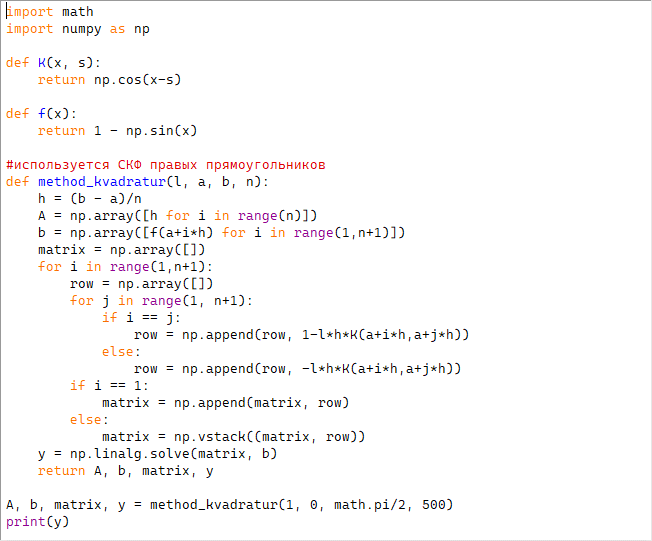 import math
import numpy as np

def K(x, s):
    return np.cos(x-s)

def f(x):
    return 1 - np.sin(x)

#используется СКФ правых прямоугольников
def method_kvadratur(l, a, b, n):
    h = (b - a)/n
    A = np.array([h for i in range(n)])
    b = np.array([f(a+i*h) for i in range(1,n+1)])
    matrix = np.array([])
    for i in range(1,n+1):
        row = np.array([])
        for j in range(1, n+1):
            if i == j:
                row = np.append(row, 1-l*h*K(a+i*h,a+j*h))
            else:
                row = np.append(row, -l*h*K(a+i*h,a+j*h))
        if i == 1:
            matrix = np.append(matrix, row)
        else:
            matrix = np.vstack((matrix, row))
    y = np.linalg.solve(matrix, b)
    return A, b, matrix, y

A, b, matrix, y = method_kvadratur(1, 0, math.pi/2, 500)
print(y)